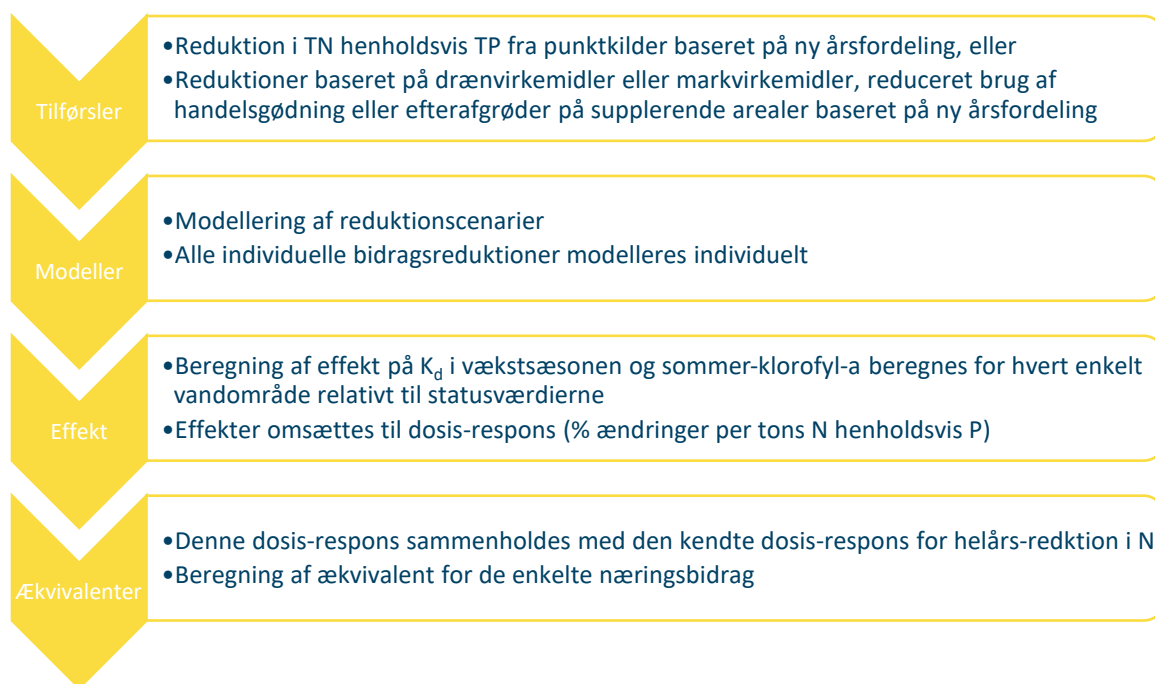 Tilførsler
•Reduktion i TN henholdsvis TP fra punktkilder baseret på ny årsfordeling, eller
•Reduktioner baseret på drænvirkemidler eller markvirkemidler, reduceret brug af
handelsgødning eller efterafgrøder på supplerende arealer baseret på ny årsfordeling
Modeller
•Modellering af reduktionscenarier
•Alle individuelle bidragsreduktioner modelleres individuelt
Effekt
•Beregning af effekt på Kd i vækstsæsonen og sommer-klorofyl-a beregnes for hvert enkelt
vandområde relativt til statusværdierne
•Effekter omsættes til dosis-respons (% ændringer per tons N henholdsvis P)
Ækvivalenter
•Denne dosis-respons sammenholdes med den kendte dosis-respons for helårs-redktion i N
•Beregning af ækvivalent for de enkelte næringsbidrag